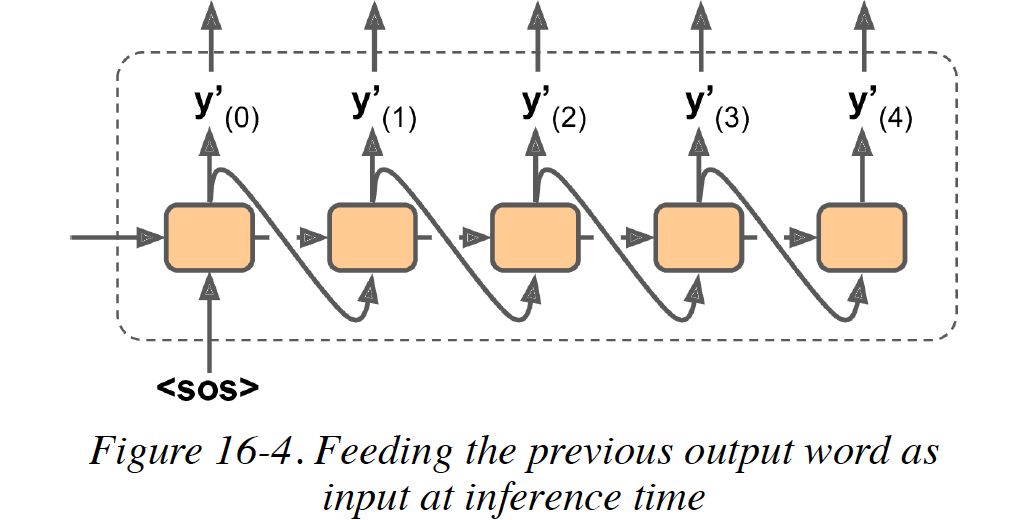 y’(0) y’(1) y’(2) y’(3) y’(4)
<sos>
Figure 16-4. Feeding the previous output word as
input at inference time